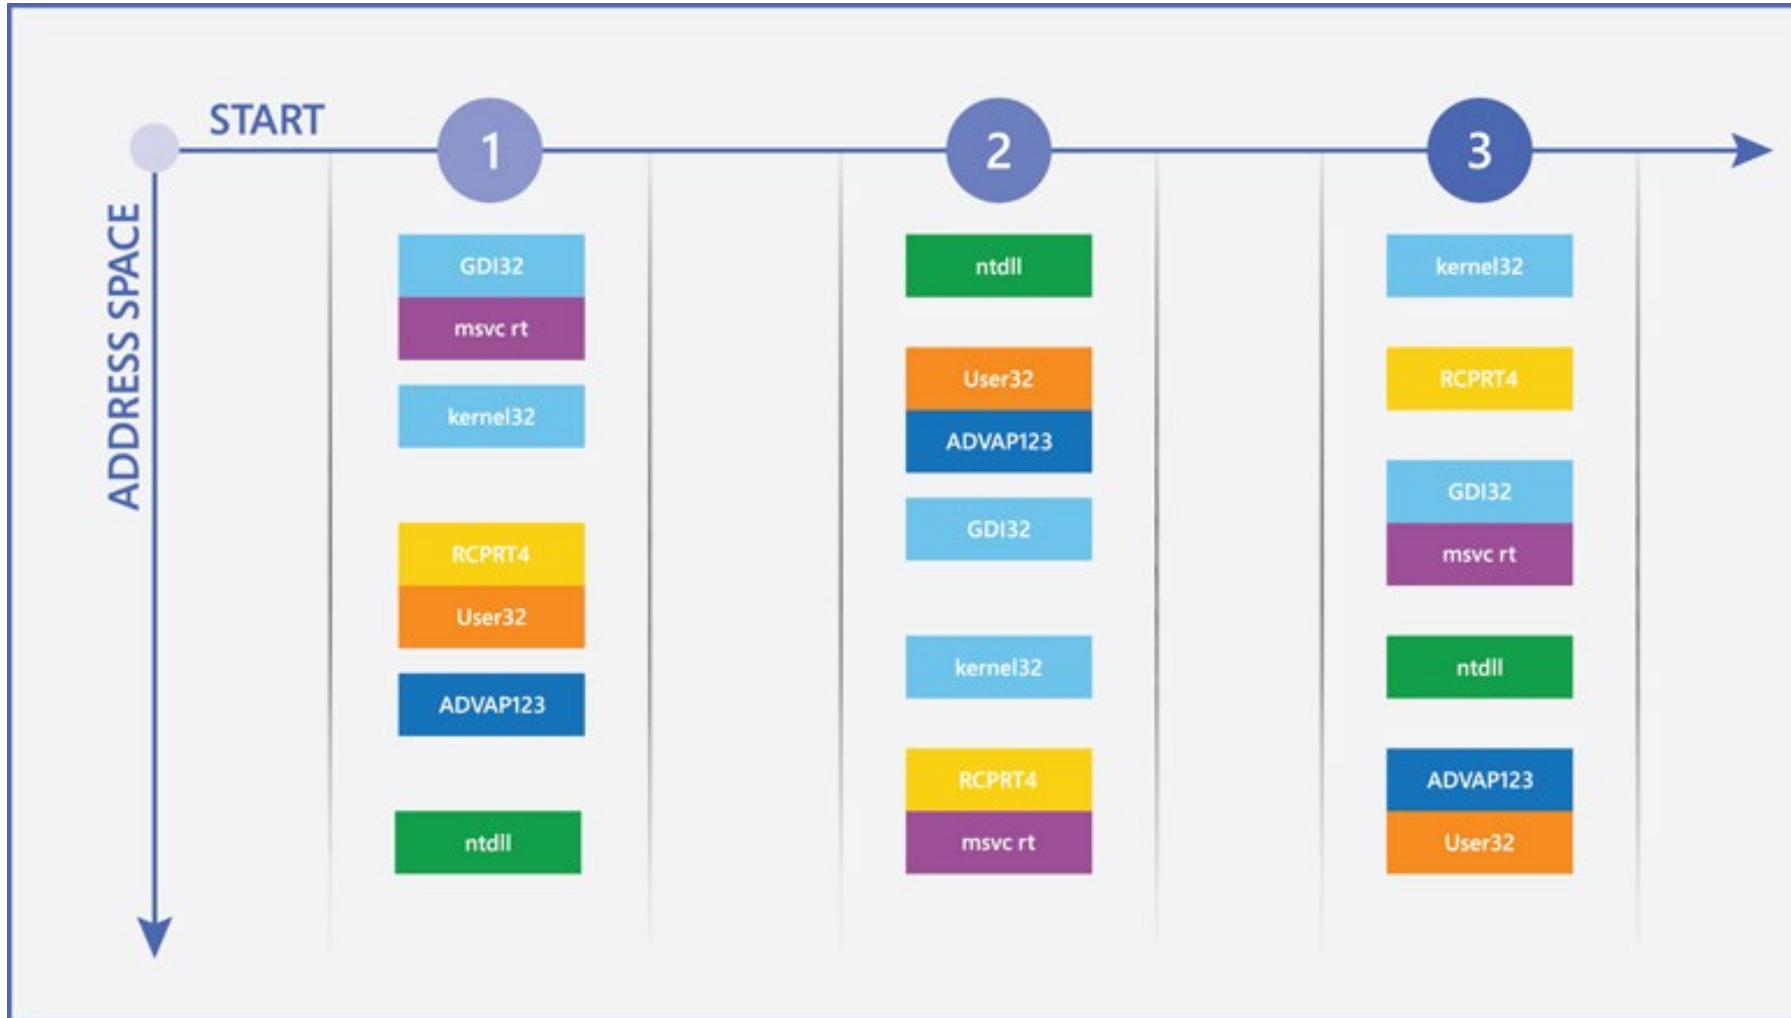 START
1
2
3
ADDRESS SPACE
GDI32
msvc rt
kernel32
RCPRT4
User32
ADVAP123
ntdll
ntdll
User32
ADVAP123
GDI32
kernel32
RCPRT4
msvc rt
kernel32
RCPRT4
GDI32
msvc rt
ntdll
ADVAP123
User32